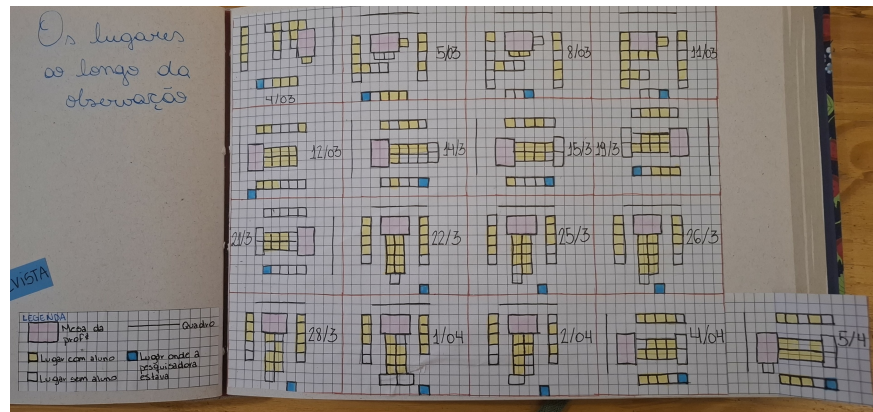 Os lugares
ao longo da
observação
4/03
5/03
8/03
11/03
12/03
14/3
15/3
19/3
21/3
22/3
25/3
26/3
28/3
1/04
2/04
4/04
5/4
VISTA
LEGENDA
Mesa da
profª
Quadro
Lugar com aluno
Lugar sem aluno
Lugar onde a
pesquisadora
estava